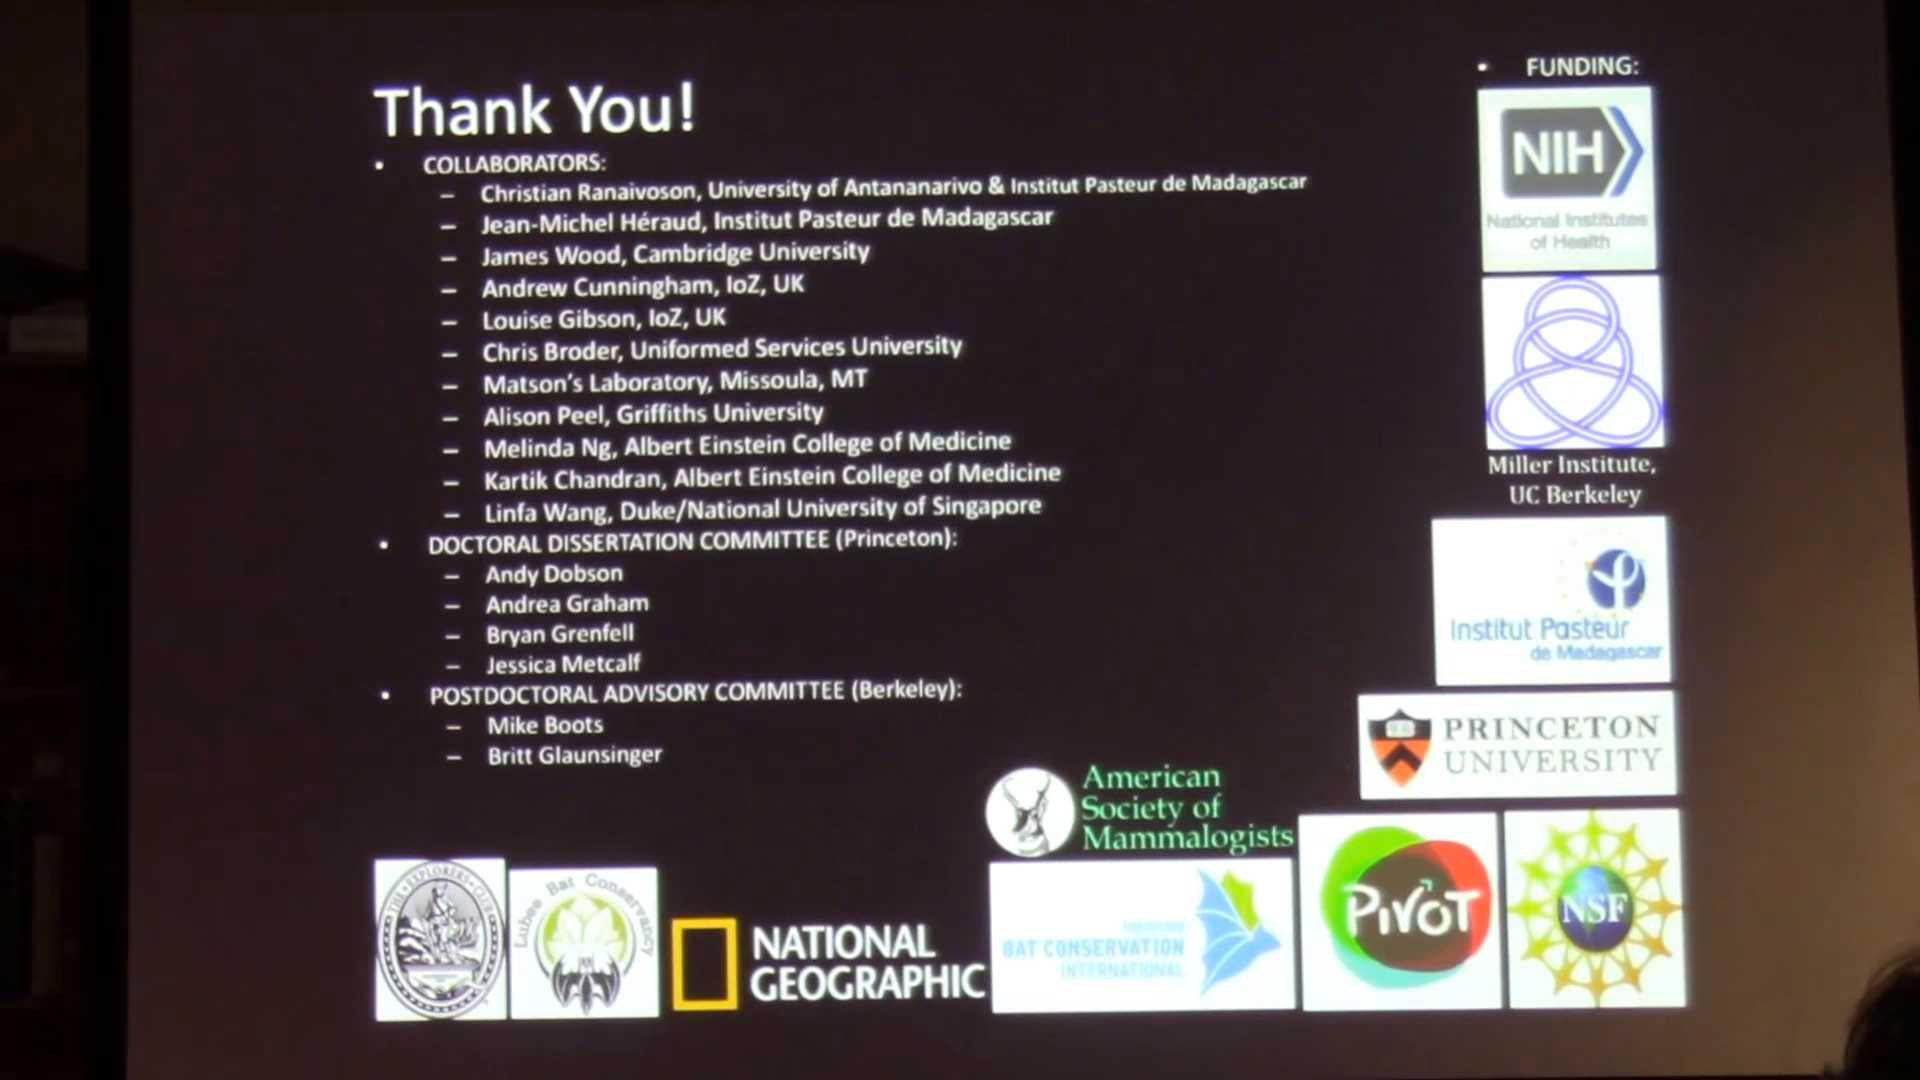 Thank You!
• COLLABORATORS:
– Christian Ranaivoson, University of Antananarivo & Institut Pasteur de Madagascar
– Jean-Michel Héraud, Institut Pasteur de Madagascar
– James Wood, Cambridge University
– Andrew Cunningham, IoZ, UK
– Louise Gibson, IoZ, UK
– Chris Broder, Uniformed Services University
– Matson's Laboratory, Missoula, MT
– Alison Peel, Griffiths University
– Melinda Ng, Albert Einstein College of Medicine
– Kartik Chandran, Albert Einstein College of Medicine
– Linfa Wang, Duke/National University of Singapore
• DOCTORAL DISSERTATION COMMITTEE (Princeton):
– Andy Dobson
– Andrea Graham
– Bryan Grenfell
– Jessica Metcalf
• POSTDOCTORAL ADVISORY COMMITTEE (Berkeley):
– Mike Boots
– Britt Glaunsinger
• FUNDING:
NIH
National Institutes
of Health
Miller Institute,
UC Berkeley
Institut Pasteur
de Madagascar
PRINCETON
UNIVERSITY
American
Society of
Mammalogists
THE EXPLORERS CLUB
Lubee Bat Conservancy
NATIONAL
GEOGRAPHIC
BAT CONSERVATION
INTERNATIONAL
PIVOT
NSF